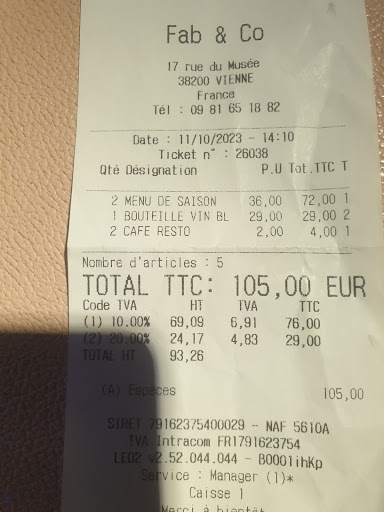 Fab & Co
17 rue du Musée
38200 VIENNE
France
Tél : 09 81 65 18 82
Date : 11/10/2023 - 14:10
Ticket n° : 26038
Qté Désignation P.U Tot.TTC T
2 MENU DE SAISON 36,00 72,00 1
1 BOUTEILLE VIN BL 29,00 29,00 2
2 CAFE RESTO 2,00 4,00 1
Nombre d'articles : 5
TOTAL TTC: 105,00 EUR
Code TVA HT TVA TTC
(1) 10.00% 69,09 6,91 76,00
(2) 20.00% 24,17 4,83 29,00
TOTAL HT 93,26
(A) Espèces 105,00
SIRET 79162375400029 - NAF 5610A
TVA Intracom FR1791623754
LEO2 v2.52.044.044 - B0001ihKp
Service : Manager (1)*
Caisse 1
Merci à bientôt